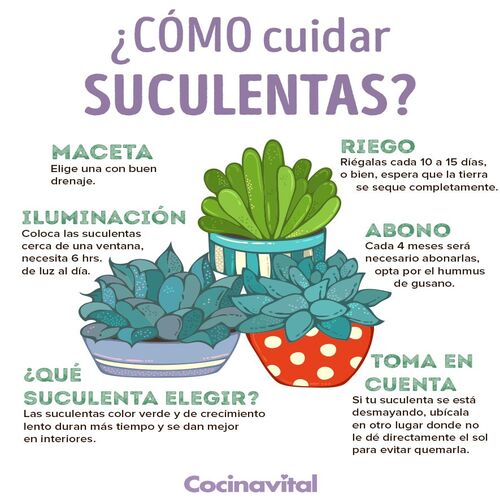 ¿CÓMO cuidar
SUCULENTAS?
MACETA
Elige una con buen
drenaje.
RIEGO
Riégalas cada 10 a 15 días,
o bien, espera que la tierra
se seque completamente.
ILUMINACIÓN
Coloca las suculentas
cerca de una ventana,
necesita 6 hrs.
de luz al día.
ABONO
Cada 4 meses será
necesario abonarlas,
opta por el hummus
de gusano.
¿QUÉ
SUCULENTA ELEGIR?
Las suculentas color verde y de crecimiento
lento duran más tiempo y se dan mejor
en interiores.
TOMA EN
CUENTA
Si tu suculenta se está
desmayando, ubícala
en otro lugar donde no
le dé directamente el sol
para evitar quemarla.
Cocinavital